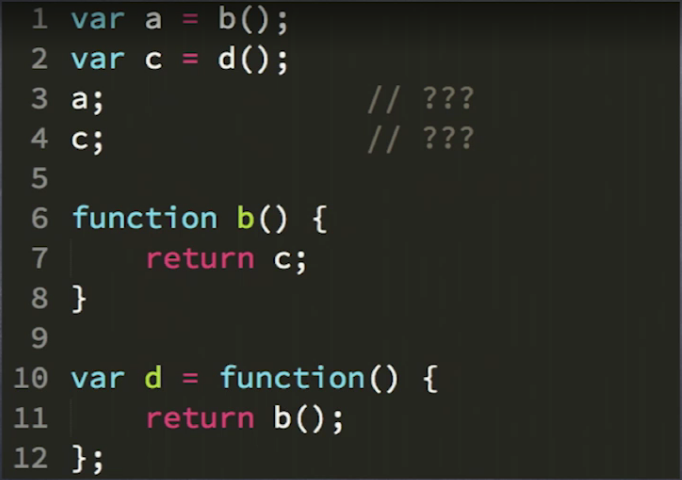 1 var a = b();
2 var c = d();
3 a; // ???
4 c; // ???
5
6 function b() {
7 return c;
8 }
9
10 var d = function() {
11 return b();
12 };